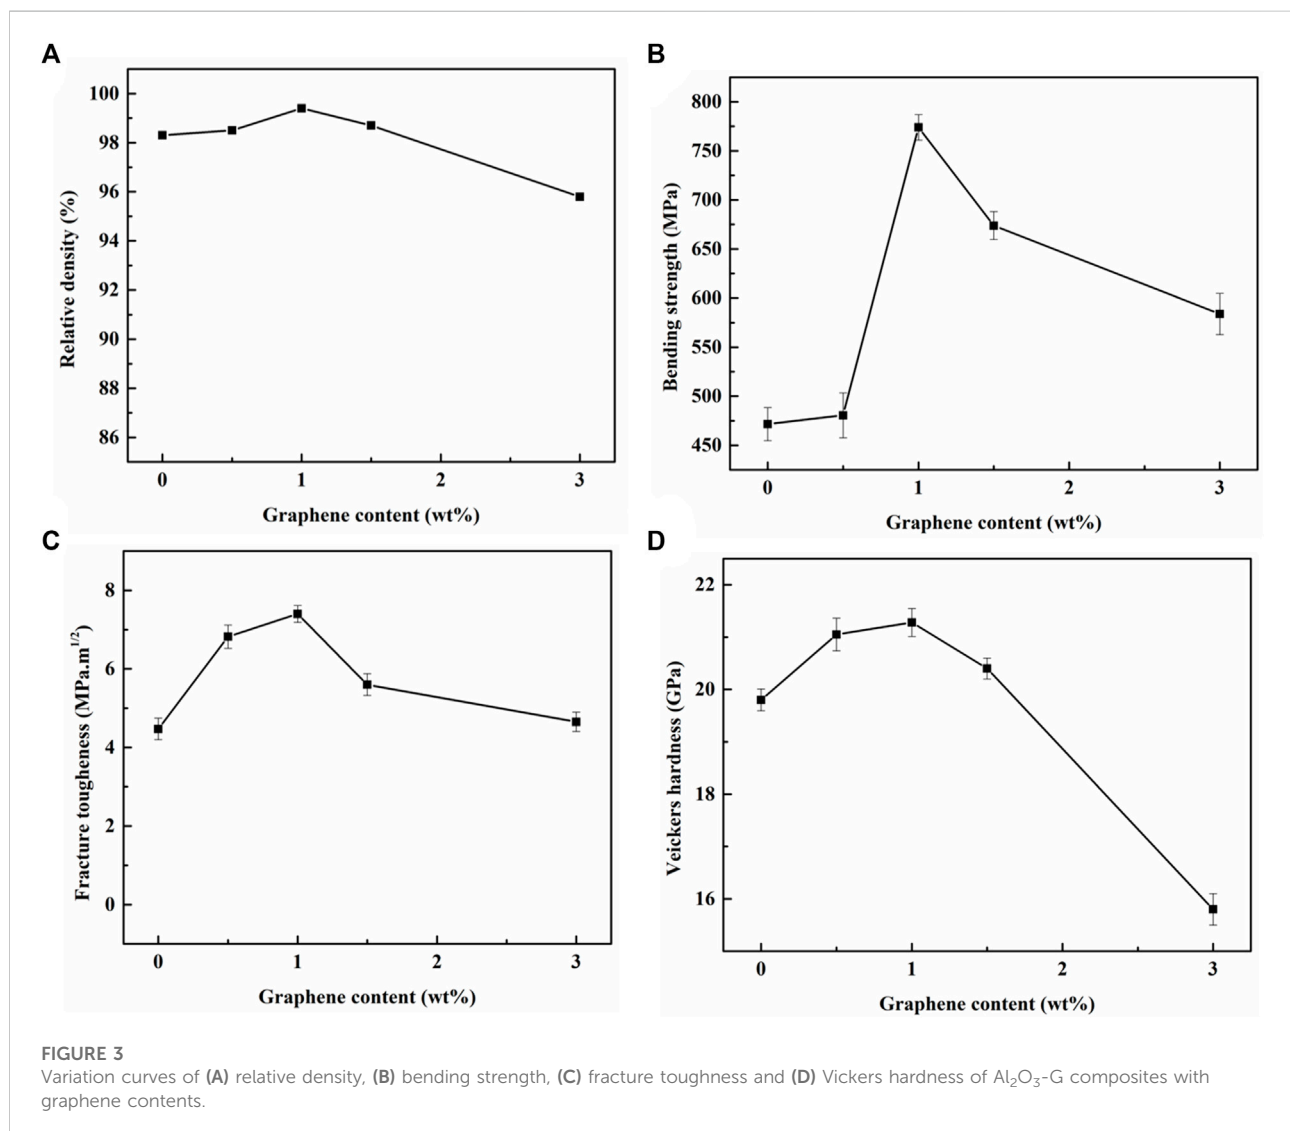 A
100
98
96
94
92
90
88
86
Relative density (%)
0 1 2 3
Graphene content (wt%)
B
800
750
700
650
600
550
500
450
Bending strength (MPa)
0 1 2 3
Graphene content (wt%)
C
8
6
4
2
0
Fracture tougheness (MPa.m1/2)
0 1 2 3
Graphene content (wt%)
D
22
20
18
16
Veickers hardness (GPa)
0 1 2 3
Graphene content (wt%)
FIGURE 3
Variation curves of (A) relative density, (B) bending strength, (C) fracture toughness and (D) Vickers hardness of Al2O3-G composites with
graphene contents.